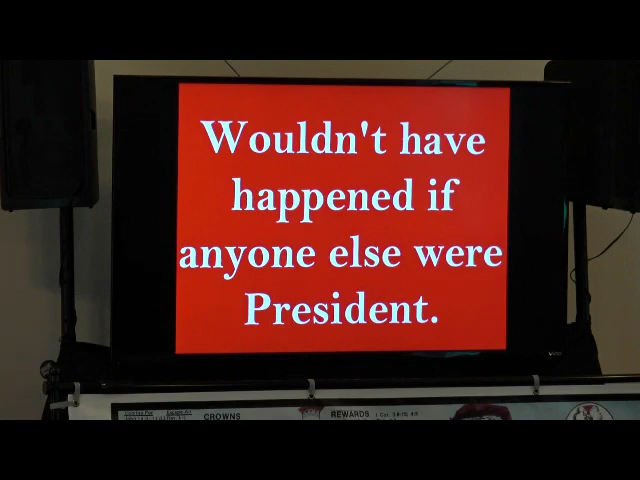 Wouldn't have
happened if
anyone else were
President.
CROWNS
REWARDS